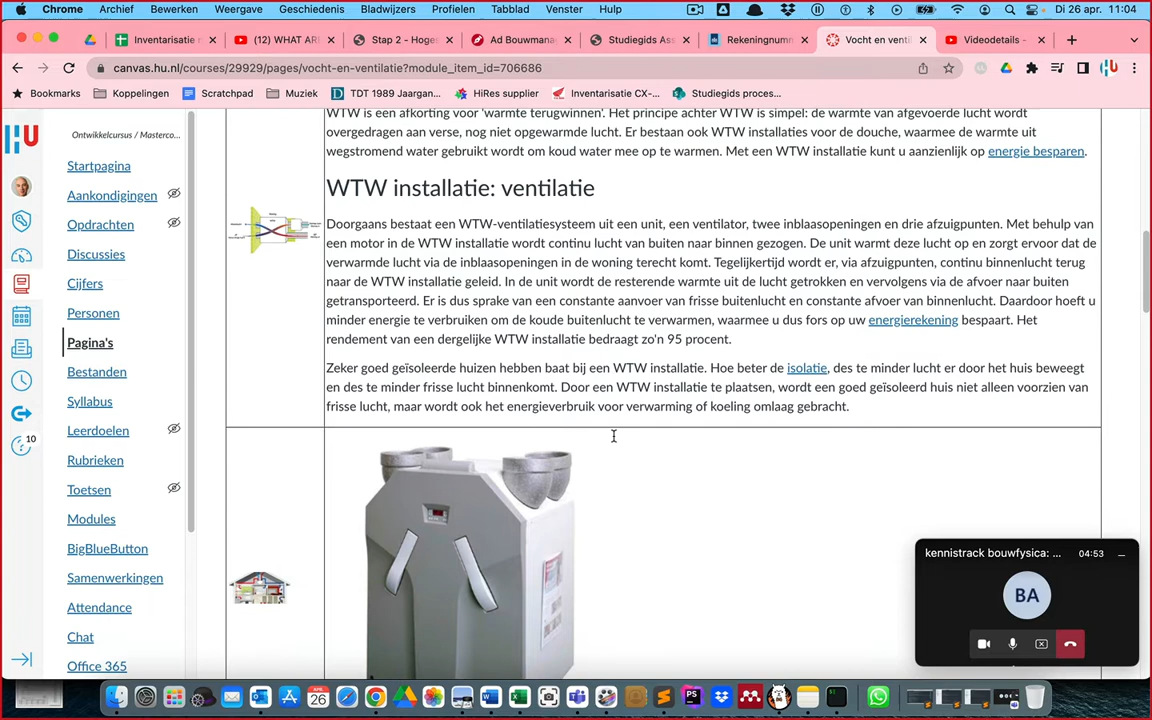 Chrome Archief Bewerken Weergave Geschiedenis Bladwijzers Profielen Tabblad Venster Hulp Di 26 apr. 11:04
Inventarisatie r (12) WHAT AR Stap 2 - Hoge Ad Bouwmana Studiegids Ass Rekeningnumn Vocht en venti Videodetails -
canvas.hu.nl/courses/29929/pages/vocht-en-ventilatie?module_item_id=706686
Bookmarks Koppelingen Scratchpad Muziek TDT 1989 Jaargan... HiRes supplier Inventarisatie CX-... Studiegids proces...
HU
Ontwikkelcursus / Masterco...
Startpagina
Aankondigingen
Opdrachten
Discussies
Cijfers
Personen
Pagina's
Bestanden
Syllabus
Leerdoelen
10
Rubrieken
Toetsen
Modules
BigBlueButton
Samenwerkingen
Attendance
Chat
Office 365
WTW is een afkorting voor 'warmte terugwinnen'. Het principe achter WTW is simpel: de warmte van afgevoerde lucht wordt
overgedragen aan verse, nog niet opgewarmde lucht. Er bestaan ook WTW installaties voor de douche, waarmee de warmte uit
wegstromend water gebruikt wordt om koud water mee op te warmen. Met een WTW installatie kunt u aanzienlijk op energie besparen.
WTW installatie: ventilatie
Doorgaans bestaat een WTW-ventilatiesysteem uit een unit, een ventilator, twee inblaasopeningen en drie afzuigpunten. Met behulp van
een motor in de WTW installatie wordt continu lucht van buiten naar binnen gezogen. De unit warmt deze lucht op en zorgt ervoor dat de
verwarmde lucht via de inblaasopeningen in de woning terecht komt. Tegelijkertijd wordt er, via afzuigpunten, continu binnenlucht terug
naar de WTW installatie geleid. In de unit wordt de resterende warmte uit de lucht getrokken en vervolgens via de afvoer naar buiten
getransporteerd. Er is dus sprake van een constante aanvoer van frisse buitenlucht en constante afvoer van binnenlucht. Daardoor hoeft u
minder energie te verbruiken om de koude buitenlucht te verwarmen, waarmee u dus fors op uw energierekening bespaart. Het
rendement van een dergelijke WTW installatie bedraagt zo'n 95 procent.
Zeker goed geïsoleerde huizen hebben baat bij een WTW installatie. Hoe beter de isolatie, des te minder lucht er door het huis beweegt
en des te minder frisse lucht binnenkomt. Door een WTW installatie te plaatsen, wordt een goed geïsoleerd huis niet alleen voorzien van
frisse lucht, maar wordt ook het energieverbruik voor verwarming of koeling omlaag gebracht.
kennistrack bouwfysica: ... 04:53
BA